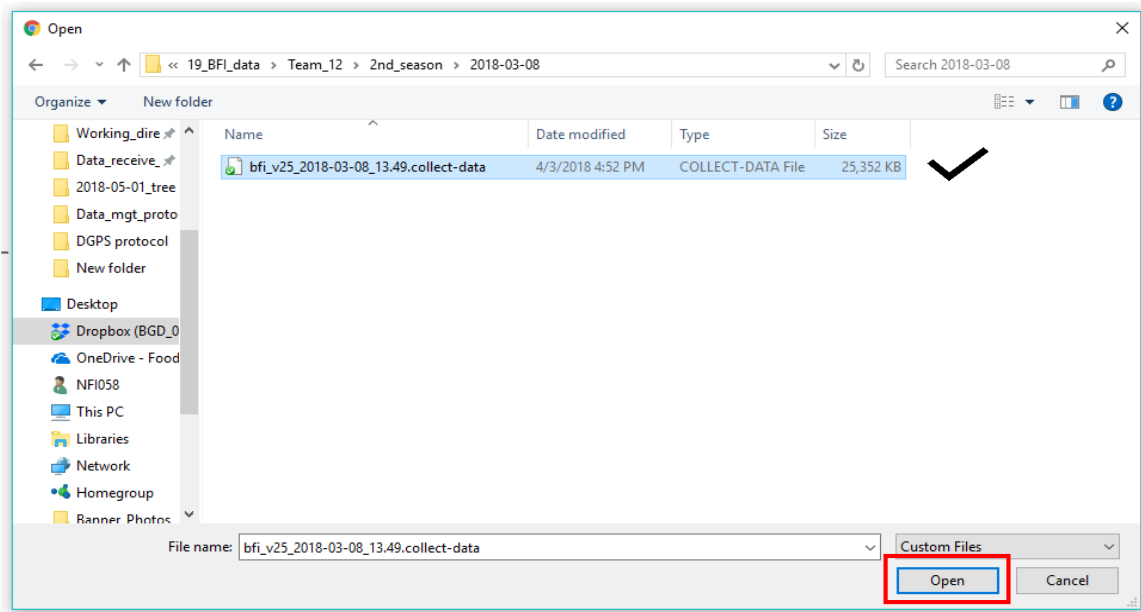 Open
« 19_BFI_data › Team_12 › 2nd_season › 2018-03-08
Search 2018-03-08
Organize
New folder
Name
Date modified
Type
Size
bfi_v25_2018-03-08_13.49.collect-data
4/3/2018 4:52 PM
COLLECT-DATA File
25,352 KB
Working_dire
Data_receive_
2018-05-01_tree
Data_mgt_proto
DGPS protocol
New folder
Desktop
Dropbox (BGD_0
OneDrive - Food
NFI058
This PC
Libraries
Network
Homegroup
Banner Photos
File name:
bfi_v25_2018-03-08_13.49.collect-data
Custom Files
Open
Cancel